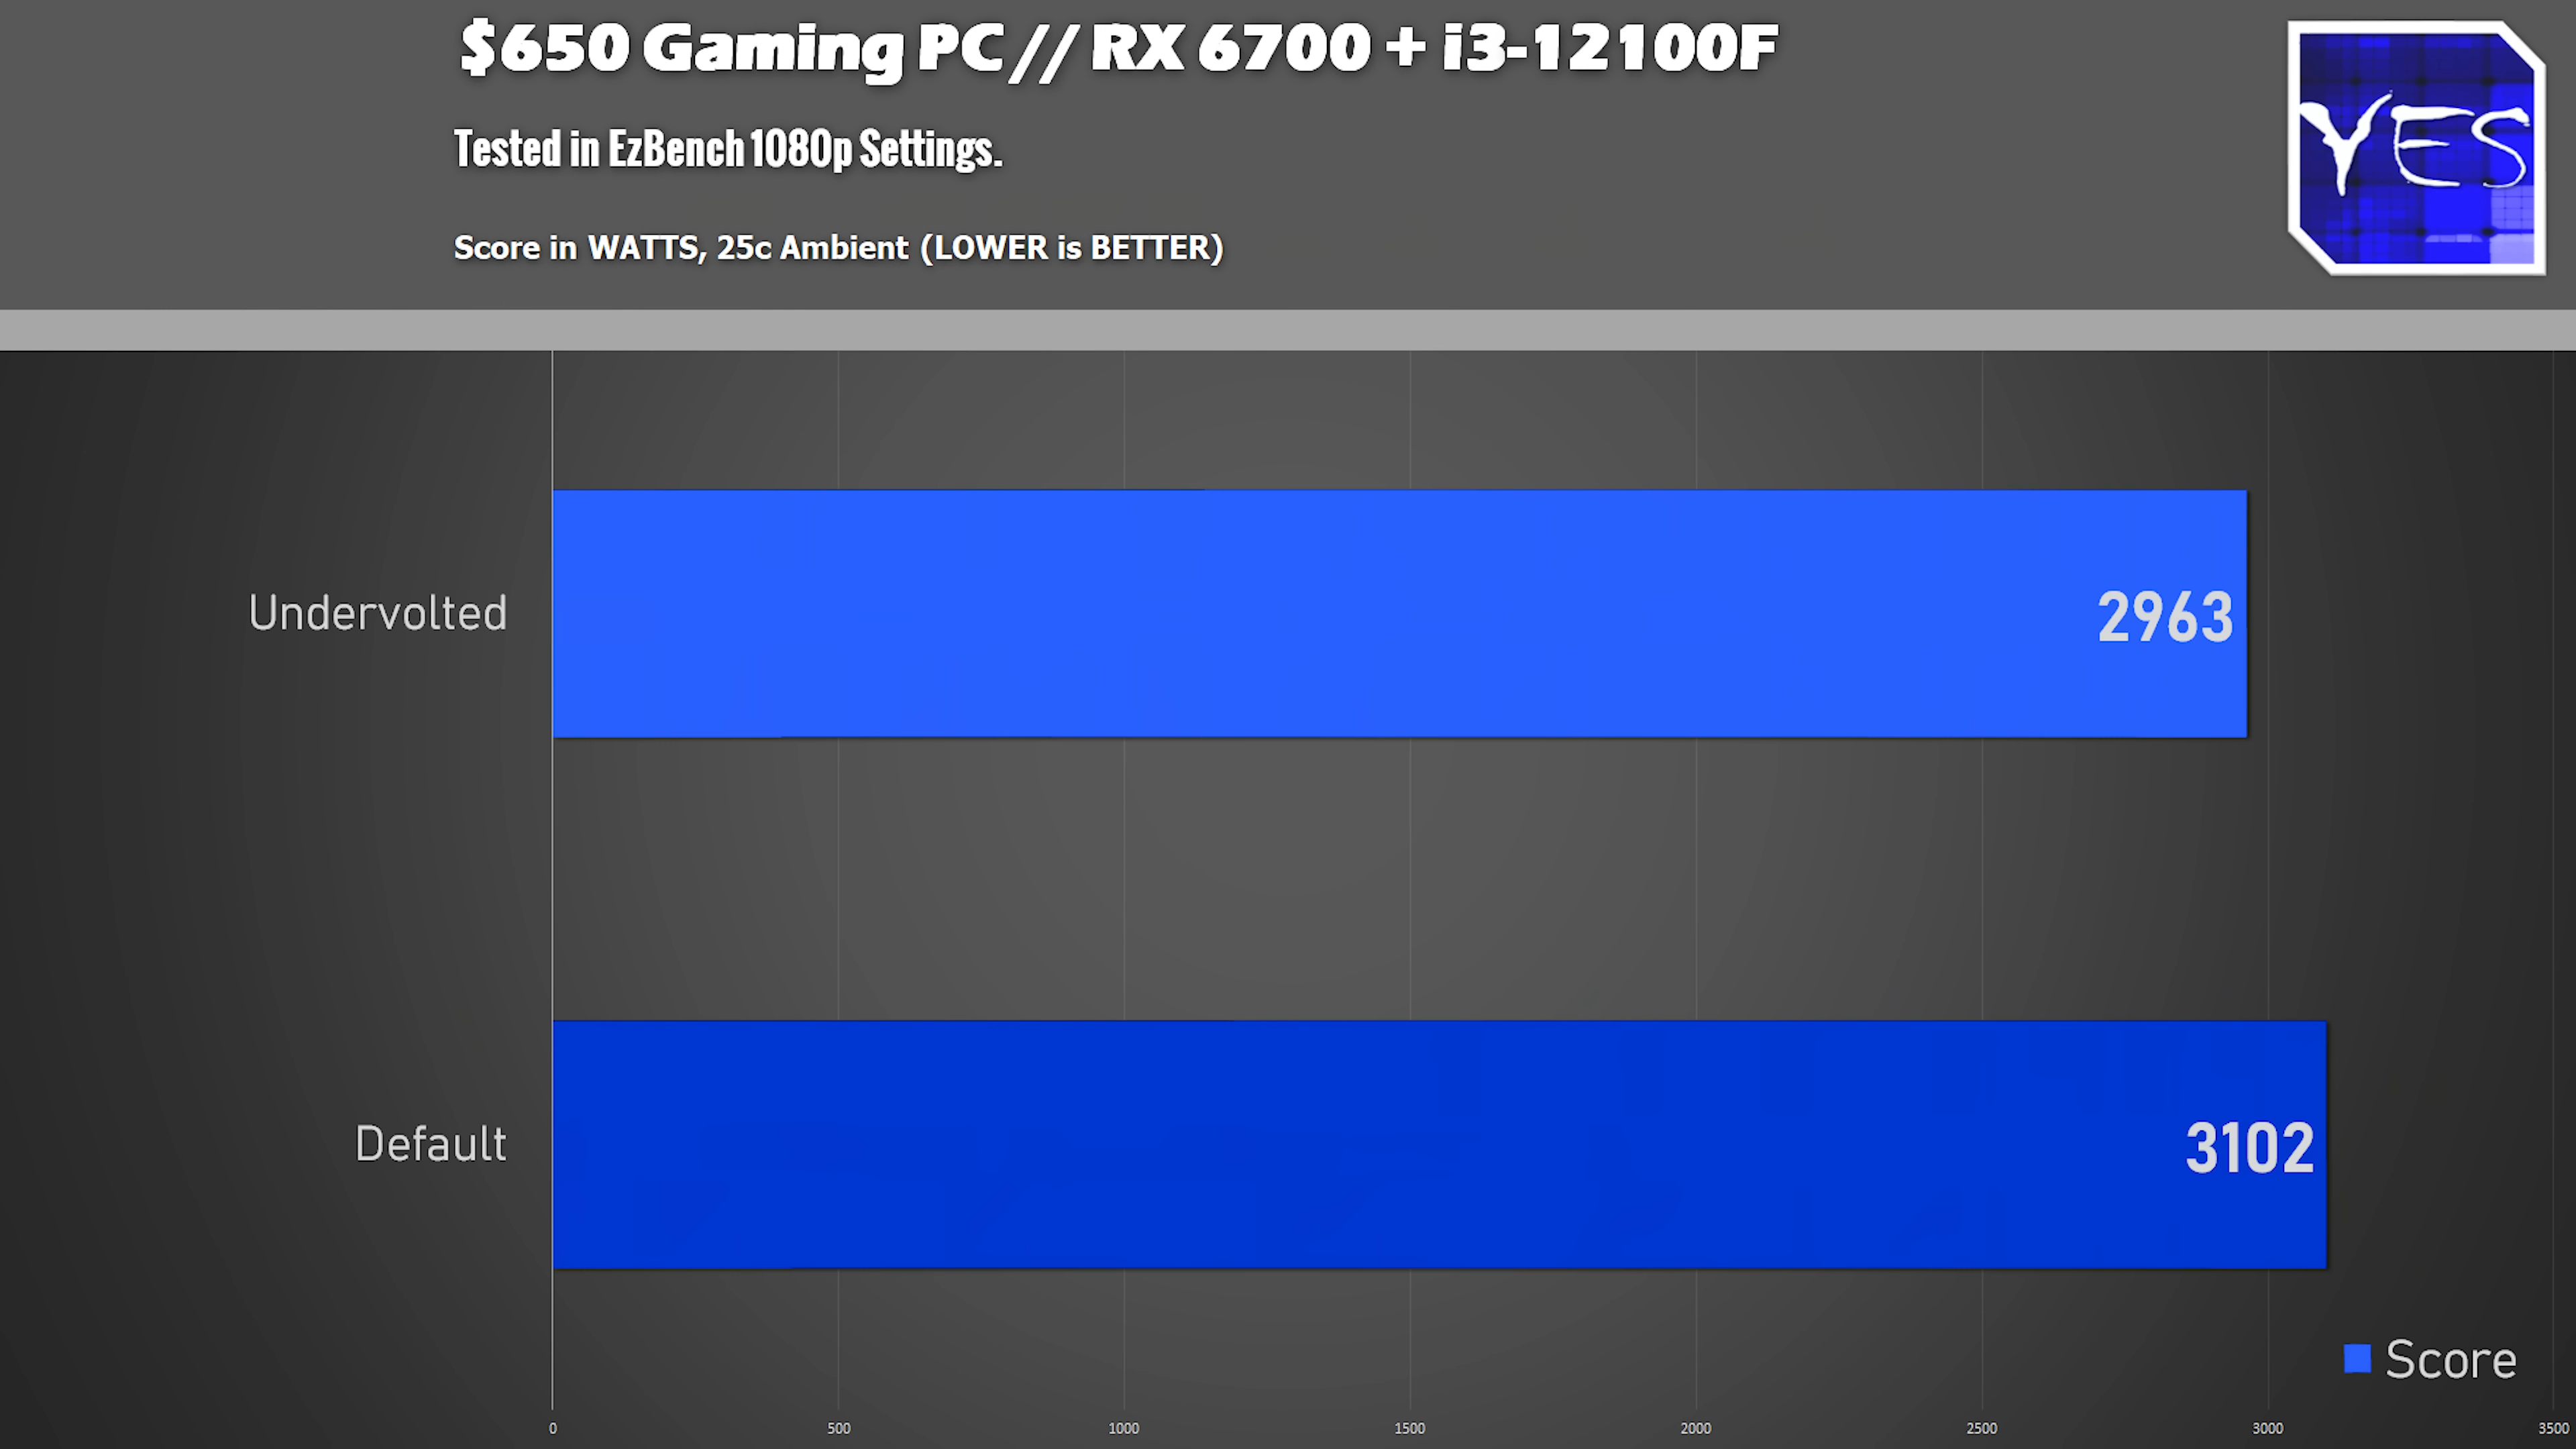 $650 Gaming PC // RX 6700 + i3-12100F
Tested in EzBench 1080p Settings.
Score in WATTS, 25c Ambient (LOWER is BETTER)
YES
Undervolted
2963
Default
3102
Score
0 500 1000 1500 2000 2500 3000 3500